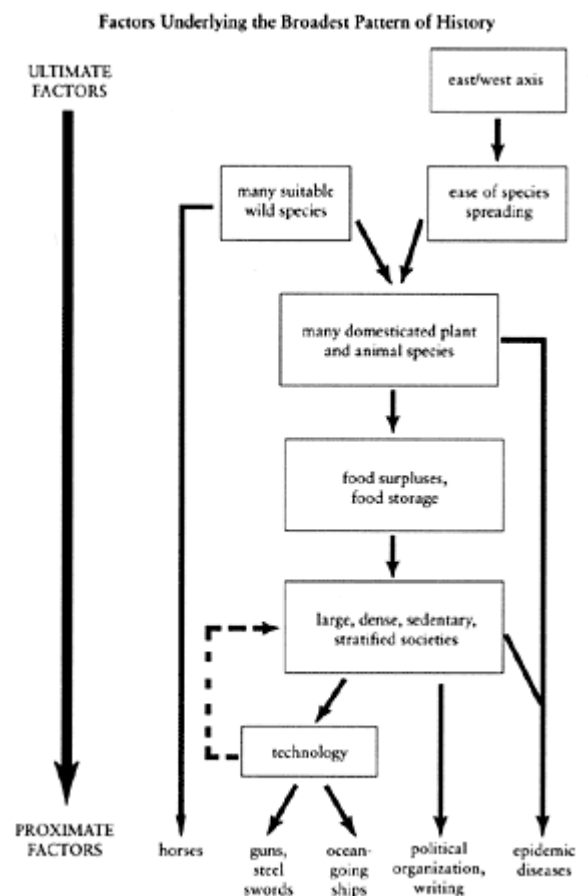 Factors Underlying the Broadest Pattern of History
ULTIMATE
FACTORS
east/west axis
many suitable
wild species
ease of species
spreading
many domesticated plant
and animal species
food surpluses,
food storage
large, dense, sedentary,
stratified societies
technology
PROXIMATE
FACTORS
horses
guns,
steel
swords
ocean-
going
ships
political
organization,
writing
epidemic
diseases